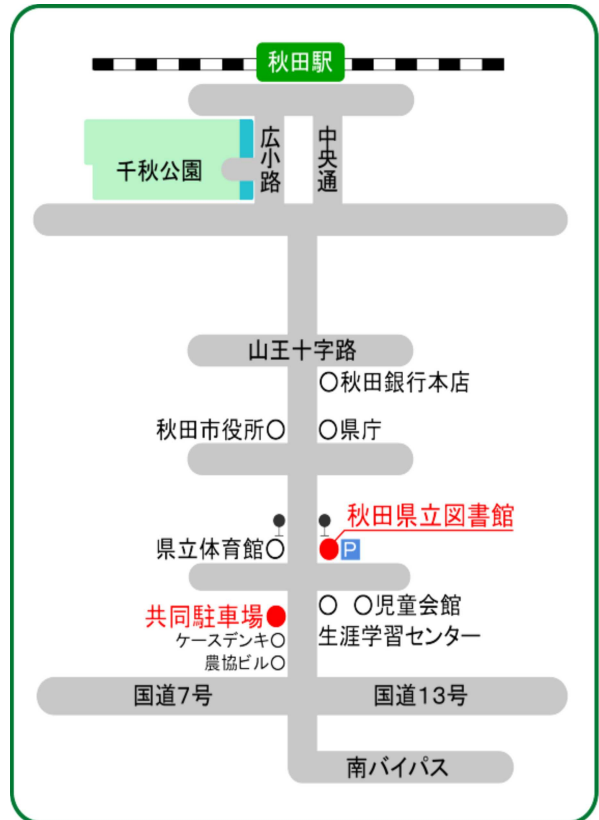 秋田駅
広小路
中央通
千秋公園
山王十字路
秋田銀行本店
秋田市役所
県庁
秋田県立図書館
県立体育館
P
児童会館
共同駐車場
生涯学習センター
ケースデンキ
農協ビル
国道7号
国道13号
南バイパス